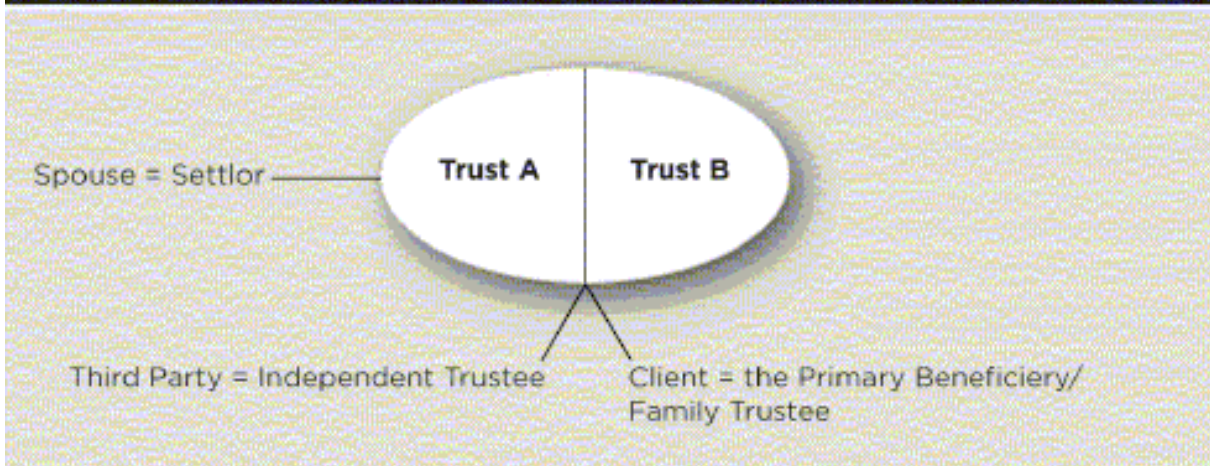 Trust A
Trust B
Spouse = Settlor
Third Party = Independent Trustee
Client = the Primary Beneficiery/
Family Trustee